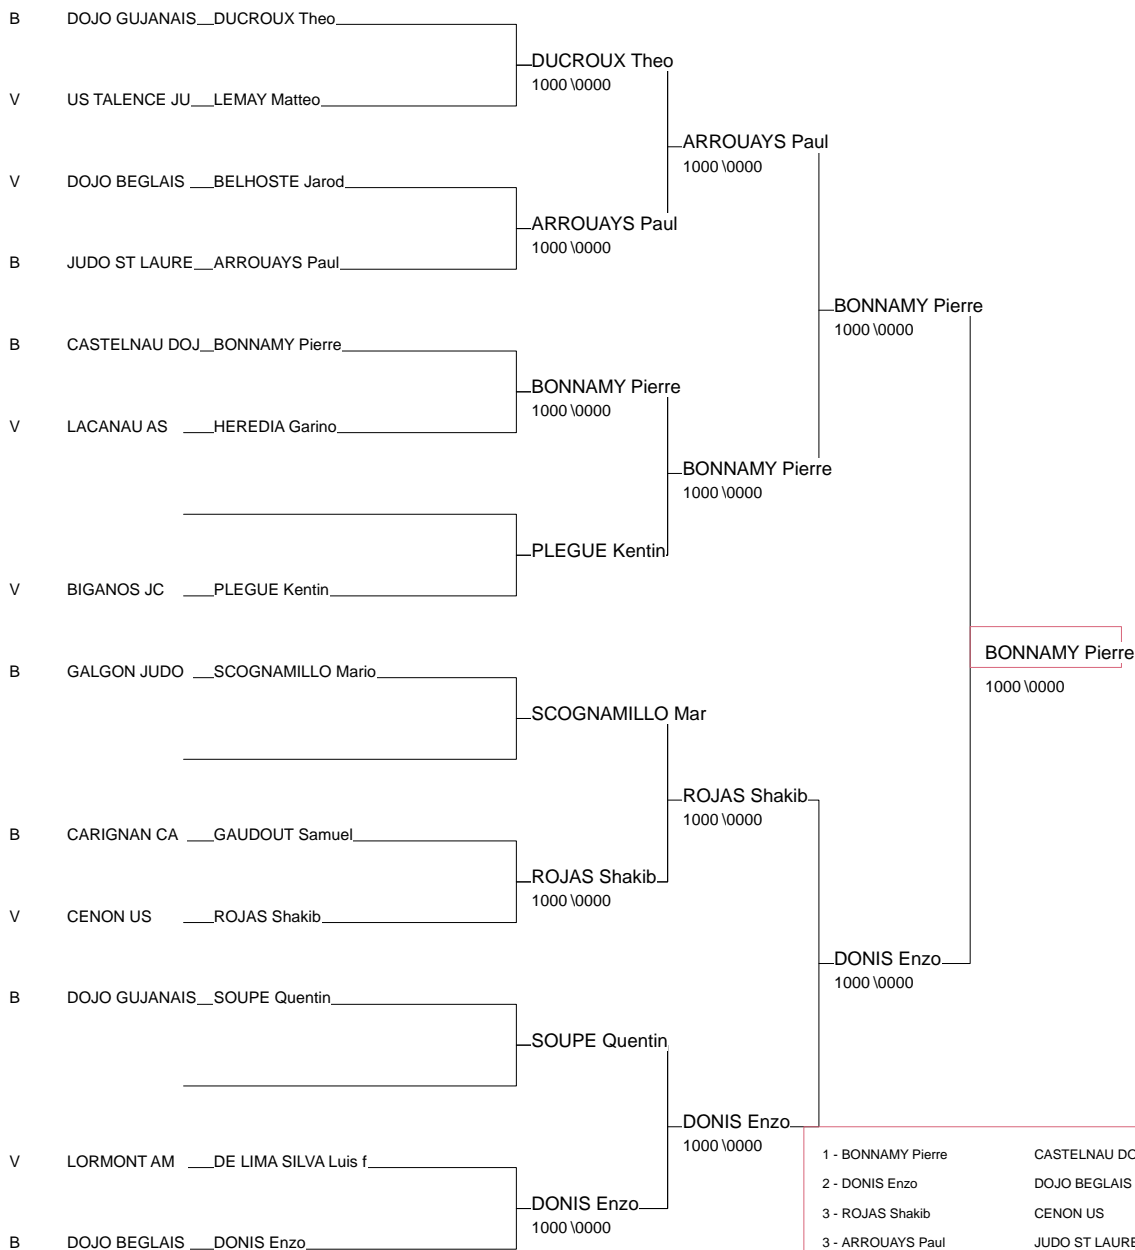 B DOJO GUJANAIS DUCROUX Theo
DUCROUX Theo
1000 \0000
V US TALENCE JU LEMAY Matteo
ARROUAYS Paul
1000 \0000
V DOJO BEGLAIS BELHOSTE Jarod
ARROUAYS Paul
1000 \0000
B JUDO ST LAURE ARROUAYS Paul
BONNAMY Pierre
1000 \0000
B CASTELNAU DOJ BONNAMY Pierre
BONNAMY Pierre
1000 \0000
V LACANAU AS HEREDIA Garino
BONNAMY Pierre
1000 \0000
PLEGUE Kentin
V BIGANOS JC PLEGUE Kentin
BONNAMY Pierre
1000 \0000
B GALGON JUDO SCOGNAMILLO Mario
SCOGNAMILLO Mar
ROJAS Shakib
1000 \0000
B CARIGNAN CA GAUDOUT Samuel
ROJAS Shakib
1000 \0000
V CENON US ROJAS Shakib
DONIS Enzo
1000 \0000
B DOJO GUJANAIS SOUPE Quentin
SOUPE Quentin
DONIS Enzo
1000 \0000
V LORMONT AM DE LIMA SILVA Luis f
DONIS Enzo
1000 \0000
B DOJO BEGLAIS DONIS Enzo
1 - BONNAMY Pierre CASTELNAU DO
2 - DONIS Enzo DOJO BEGLAIS
3 - ROJAS Shakib CENON US
3 - ARROUAYS Paul JUDO ST LAURE